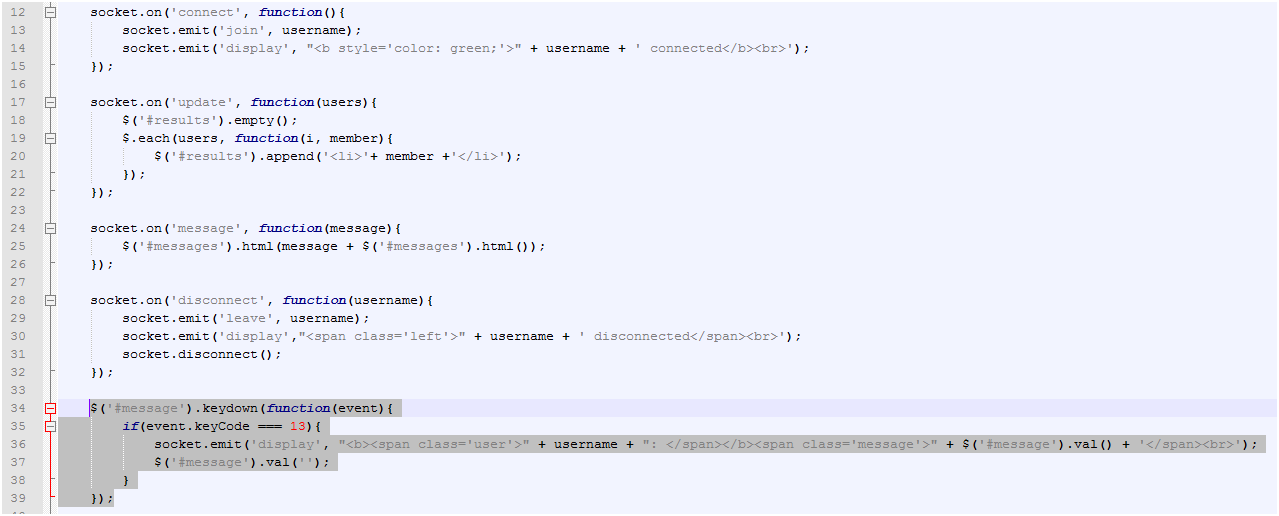 12 socket.on('connect', function(){
13 socket.emit('join', username);
14 socket.emit('display', "<b style='color: green;'>" + username + ' connected</b><br>');
15 });
16
17 socket.on('update', function(users){
18 $('#results').empty();
19 $.each(users, function(i, member){
20 $('#results').append('<li>'+ member +'</li>');
21 });
22 });
23
24 socket.on('message', function(message){
25 $('#messages').html(message + $('#messages').html());
26 });
27
28 socket.on('disconnect', function(username){
29 socket.emit('leave', username);
30 socket.emit('display',"<span class='left'>" + username + ' disconnected</span><br>');
31 socket.disconnect();
32 });
33
34 $('#message').keydown(function(event){
35 if(event.keyCode === 13){
36 socket.emit('display', "<b><span class='user'>" + username + ": </span></b><span class='message'>" + $('#message').val() + '</span><br>');
37 $('#message').val('');
38 }
39 });